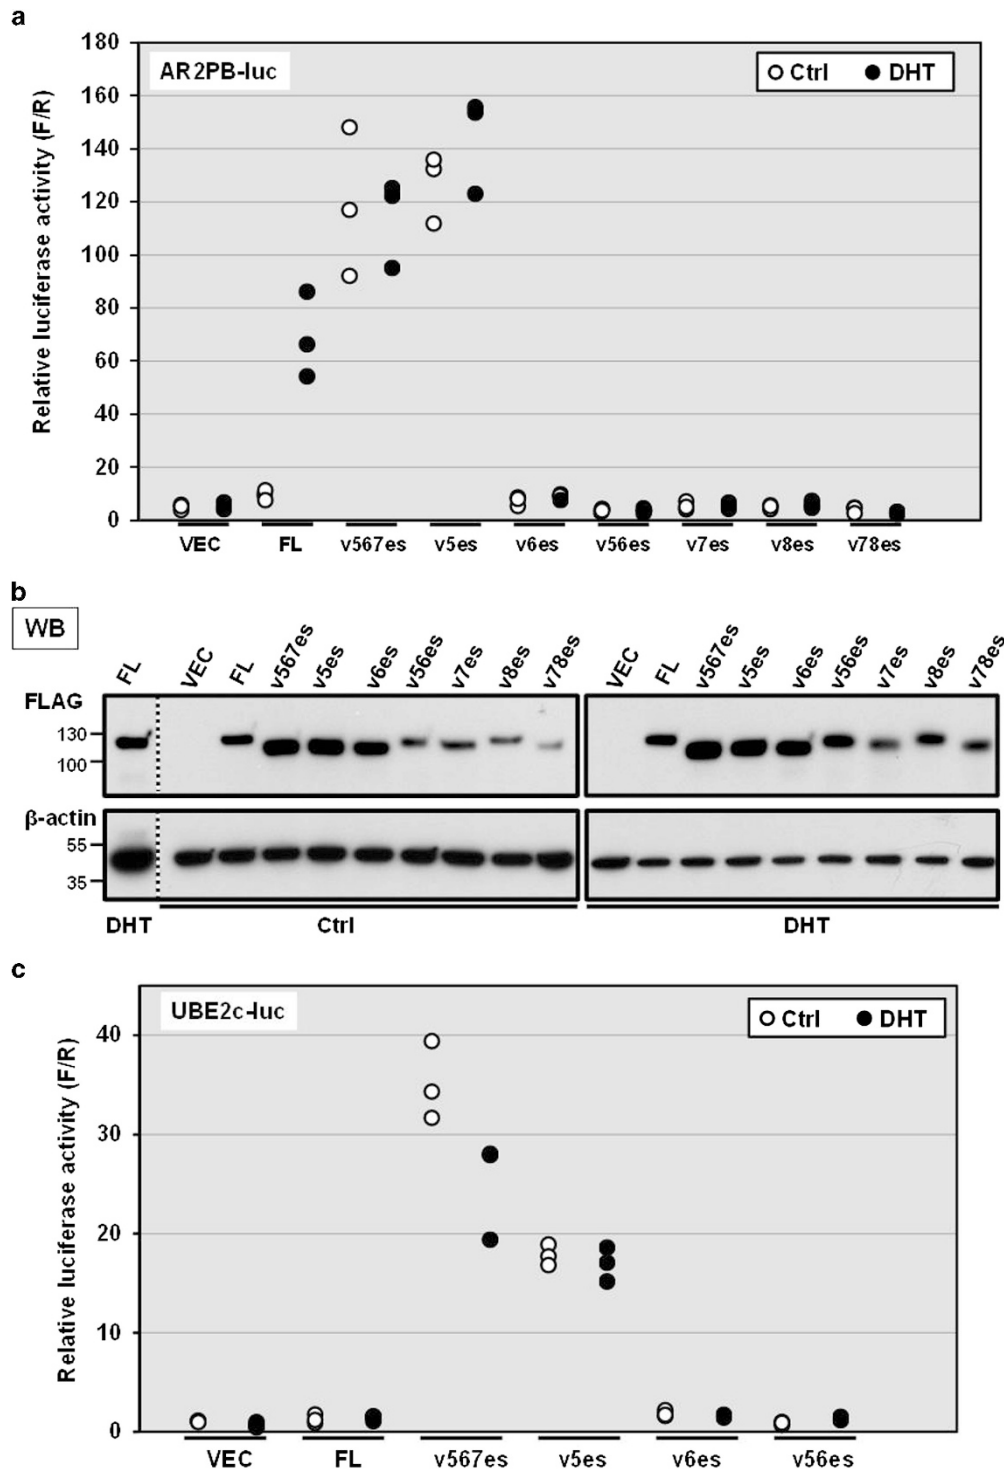 a
Relative luciferase activity (F/R)
180
160
140
120
100
80
60
40
20
0
AR2PB-luc
Ctrl DHT
VEC FL v567es v5es v6es v56es v7es v8es v78es
b
WB
FL VEC FL v567es v5es v6es v56es v7es v8es v78es VEC FL v567es v5es v6es v56es v7es v8es v78es
FLAG
130
100
β-actin
55
35
DHT Ctrl DHT
c
Relative luciferase activity (F/R)
UBE2c-luc
Ctrl DHT
40
30
20
10
0
VEC FL v567es v5es v6es v56es